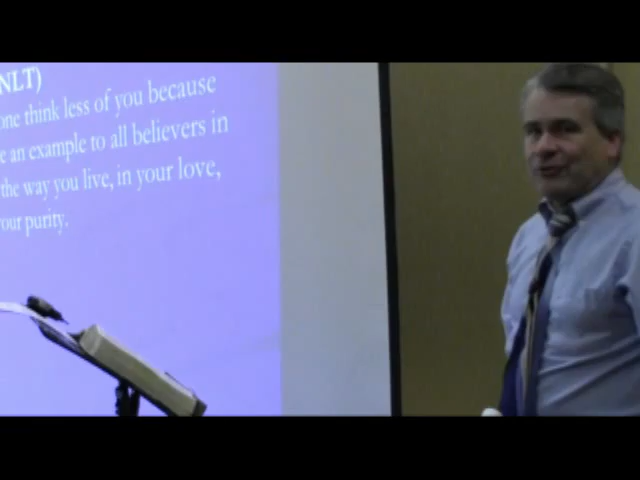 NLT)
one think less of you because
e an example to all believers in
the way you live, in your love,
your purity.